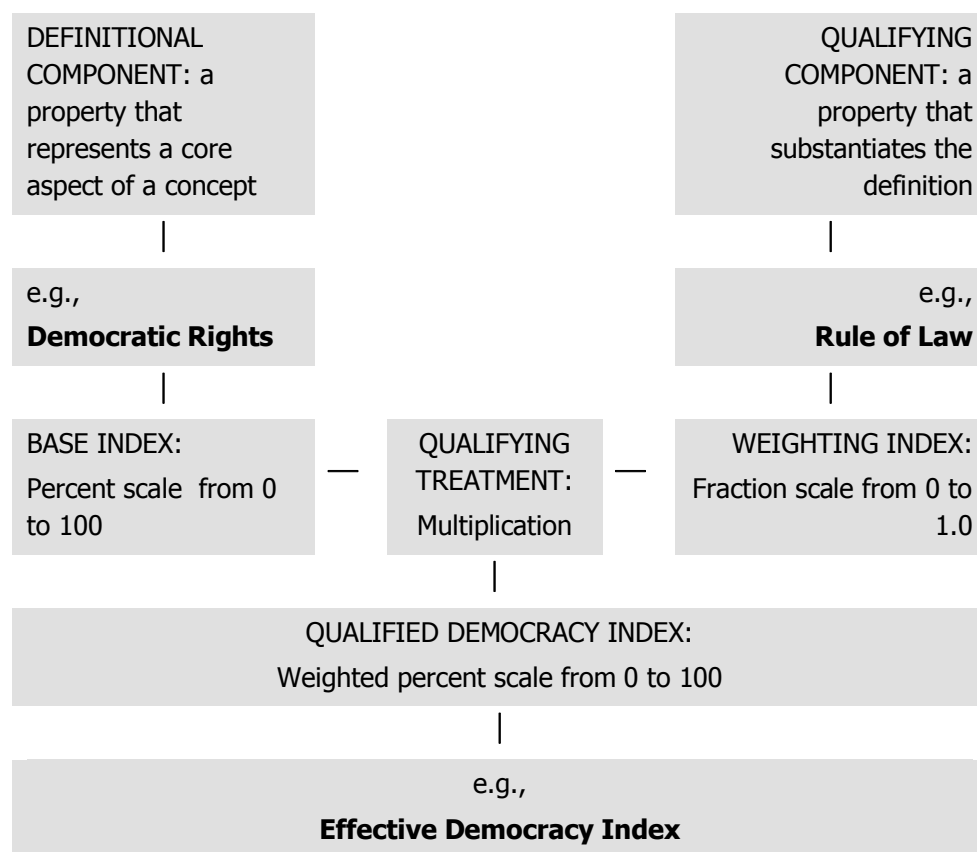 DEFINITIONAL
COMPONENT: a
property that
represents a core
aspect of a concept
QUALIFYING
COMPONENT: a
property that
substantiates the
definition
e.g.,
Democratic Rights
e.g.,
Rule of Law
BASE INDEX:
Percent scale from 0
to 100
QUALIFYING
TREATMENT:
Multiplication
WEIGHTING INDEX:
Fraction scale from 0 to
1.0
QUALIFIED DEMOCRACY INDEX:
Weighted percent scale from 0 to 100
e.g.,
Effective Democracy Index